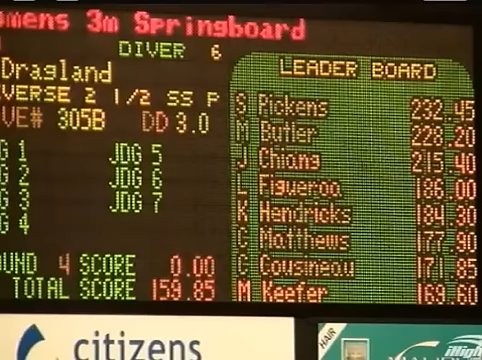 omens 3m Springboard
DIVER 6
Dragland
VERSE 2 1/2 SS P
VE# 305B DD 3.0
G 1 JDG 5
G 2 JDG 6
G 3 JDG 7
G 4
OUND 4 SCORE 0.00
TOTAL SCORE 159.85
LEADER BOARD
S Pickens 232.45
M Butler 228.20
J Chiang 215.40
L Figueroa 186.00
K Hendricks 184.30
C Matthews 177.90
C Cousineau 171.85
M Keefer 169.60
citizens
HAIR